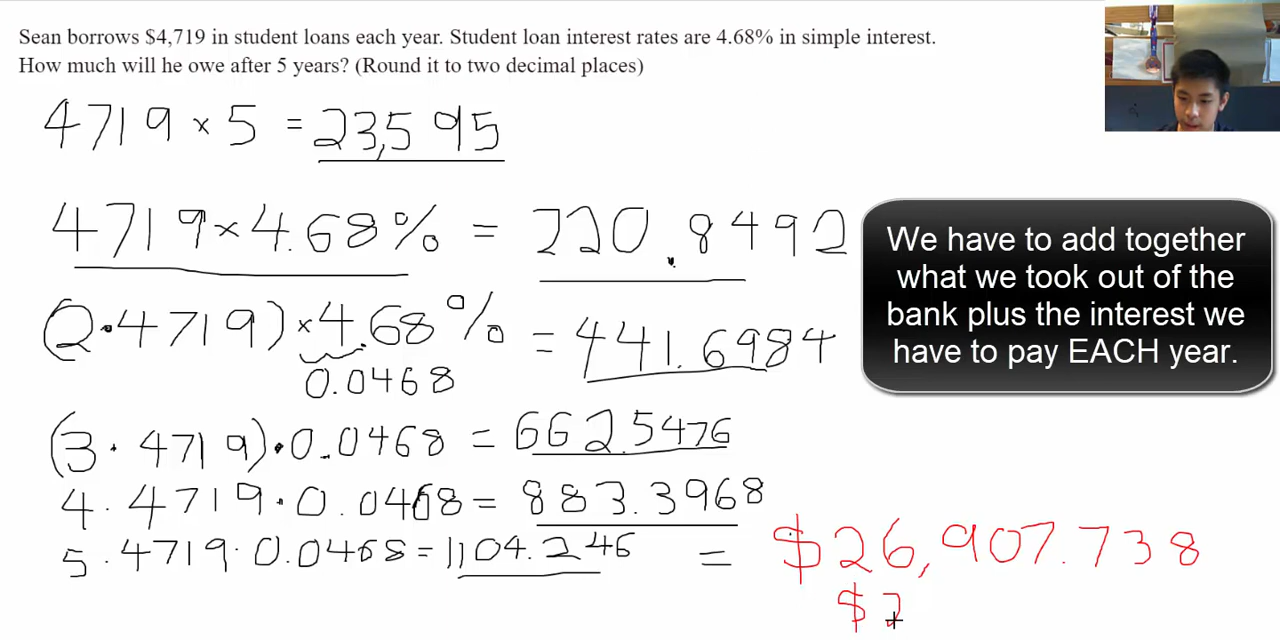 Sean borrows $4,719 in student loans each year. Student loan interest rates are 4.68% in simple interest.
How much will he owe after 5 years? (Round it to two decimal places)
4719 × 5 = 23,595
4719 × 4.68% = 220.8492
(2·4719) × 4.68% = 441.6984
0.0468
(3·4719)·0.0468 = 662.5476
4·4719·0.0468 = 883.3968
5·4719·0.0468 = 1104.246 = $26,907.738
$2
We have to add together
what we took out of the
bank plus the interest we
have to pay EACH year.